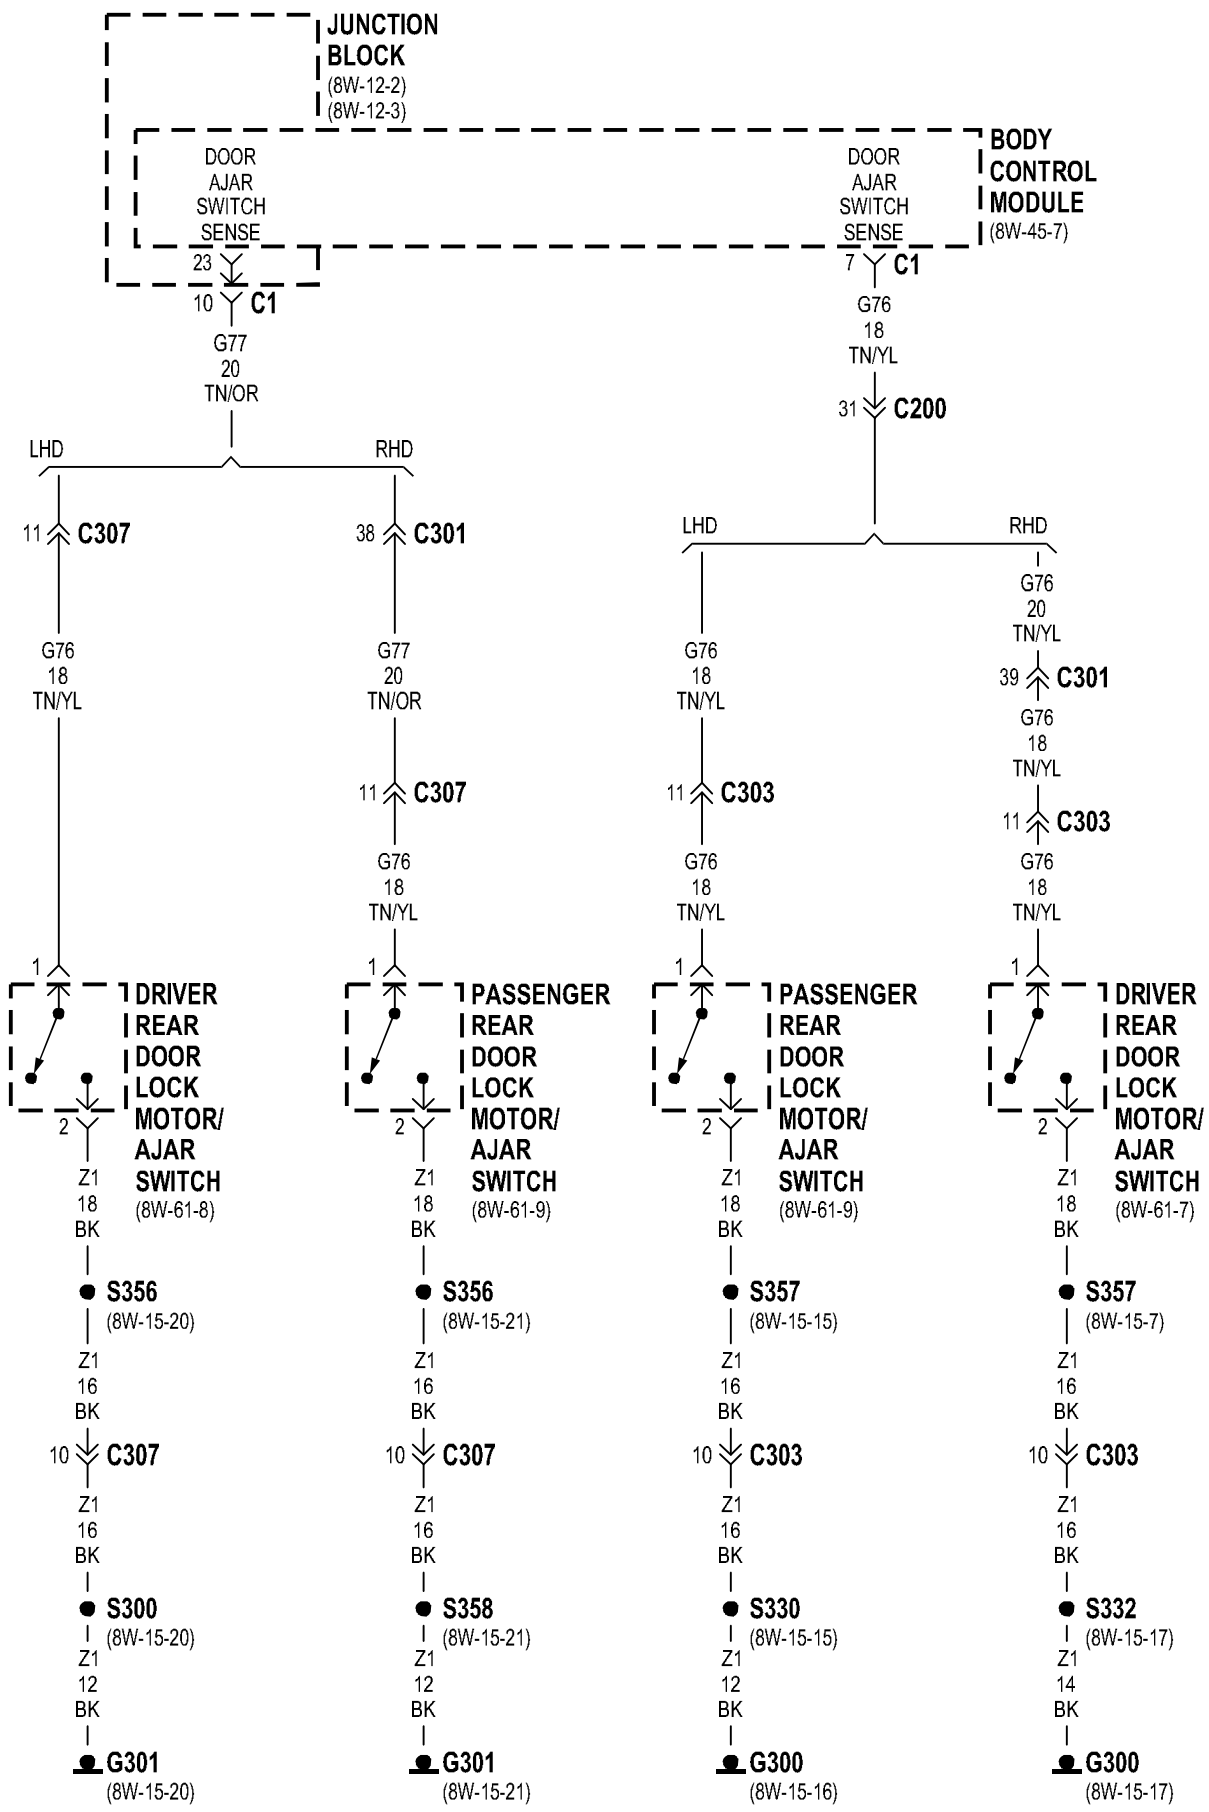 JUNCTION
BLOCK
(8W-12-2)
(8W-12-3)
BODY
CONTROL
MODULE
(8W-45-7)
DOOR
AJAR
SWITCH
SENSE
DOOR
AJAR
SWITCH
SENSE
23
10 C1
G77
20
TN/OR
7 C1
G76
18
TN/YL
31 C200
LHD
RHD
11 C307
38 C301
LHD
RHD
G76
20
TN/YL
39 C301
G76
18
TN/YL
11 C303
G76
18
TN/YL
G76
18
TN/YL
G77
20
TN/OR
11 C307
G76
18
TN/YL
G76
18
TN/YL
11 C303
G76
18
TN/YL
1
DRIVER
REAR
DOOR
LOCK
MOTOR/
AJAR
SWITCH
(8W-61-8)
2
1
PASSENGER
REAR
DOOR
LOCK
MOTOR/
AJAR
SWITCH
(8W-61-9)
2
1
PASSENGER
REAR
DOOR
LOCK
MOTOR/
AJAR
SWITCH
(8W-61-9)
2
1
DRIVER
REAR
DOOR
LOCK
MOTOR/
AJAR
SWITCH
(8W-61-7)
2
Z1
18
BK
S356
(8W-15-20)
Z1
16
BK
10 C307
Z1
16
BK
S300
(8W-15-20)
Z1
12
BK
G301
(8W-15-20)
Z1
18
BK
S356
(8W-15-21)
Z1
16
BK
10 C307
Z1
16
BK
S358
(8W-15-21)
Z1
12
BK
G301
(8W-15-21)
Z1
18
BK
S357
(8W-15-15)
Z1
16
BK
10 C303
Z1
16
BK
S330
(8W-15-15)
Z1
12
BK
G300
(8W-15-16)
Z1
18
BK
S357
(8W-15-7)
Z1
16
BK
10 C303
Z1
16
BK
S332
(8W-15-17)
Z1
14
BK
G300
(8W-15-17)